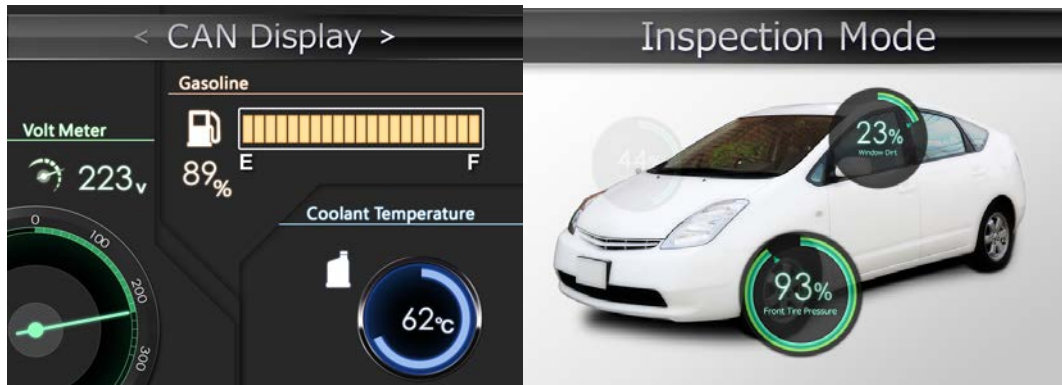 < CAN Display >
Gasoline
E F
89%
Volt Meter
223v
0
100
200
300
Coolant Temperature
62℃
Inspection Mode
44
23%
Window Dirt
93%
Front Tire Pressure